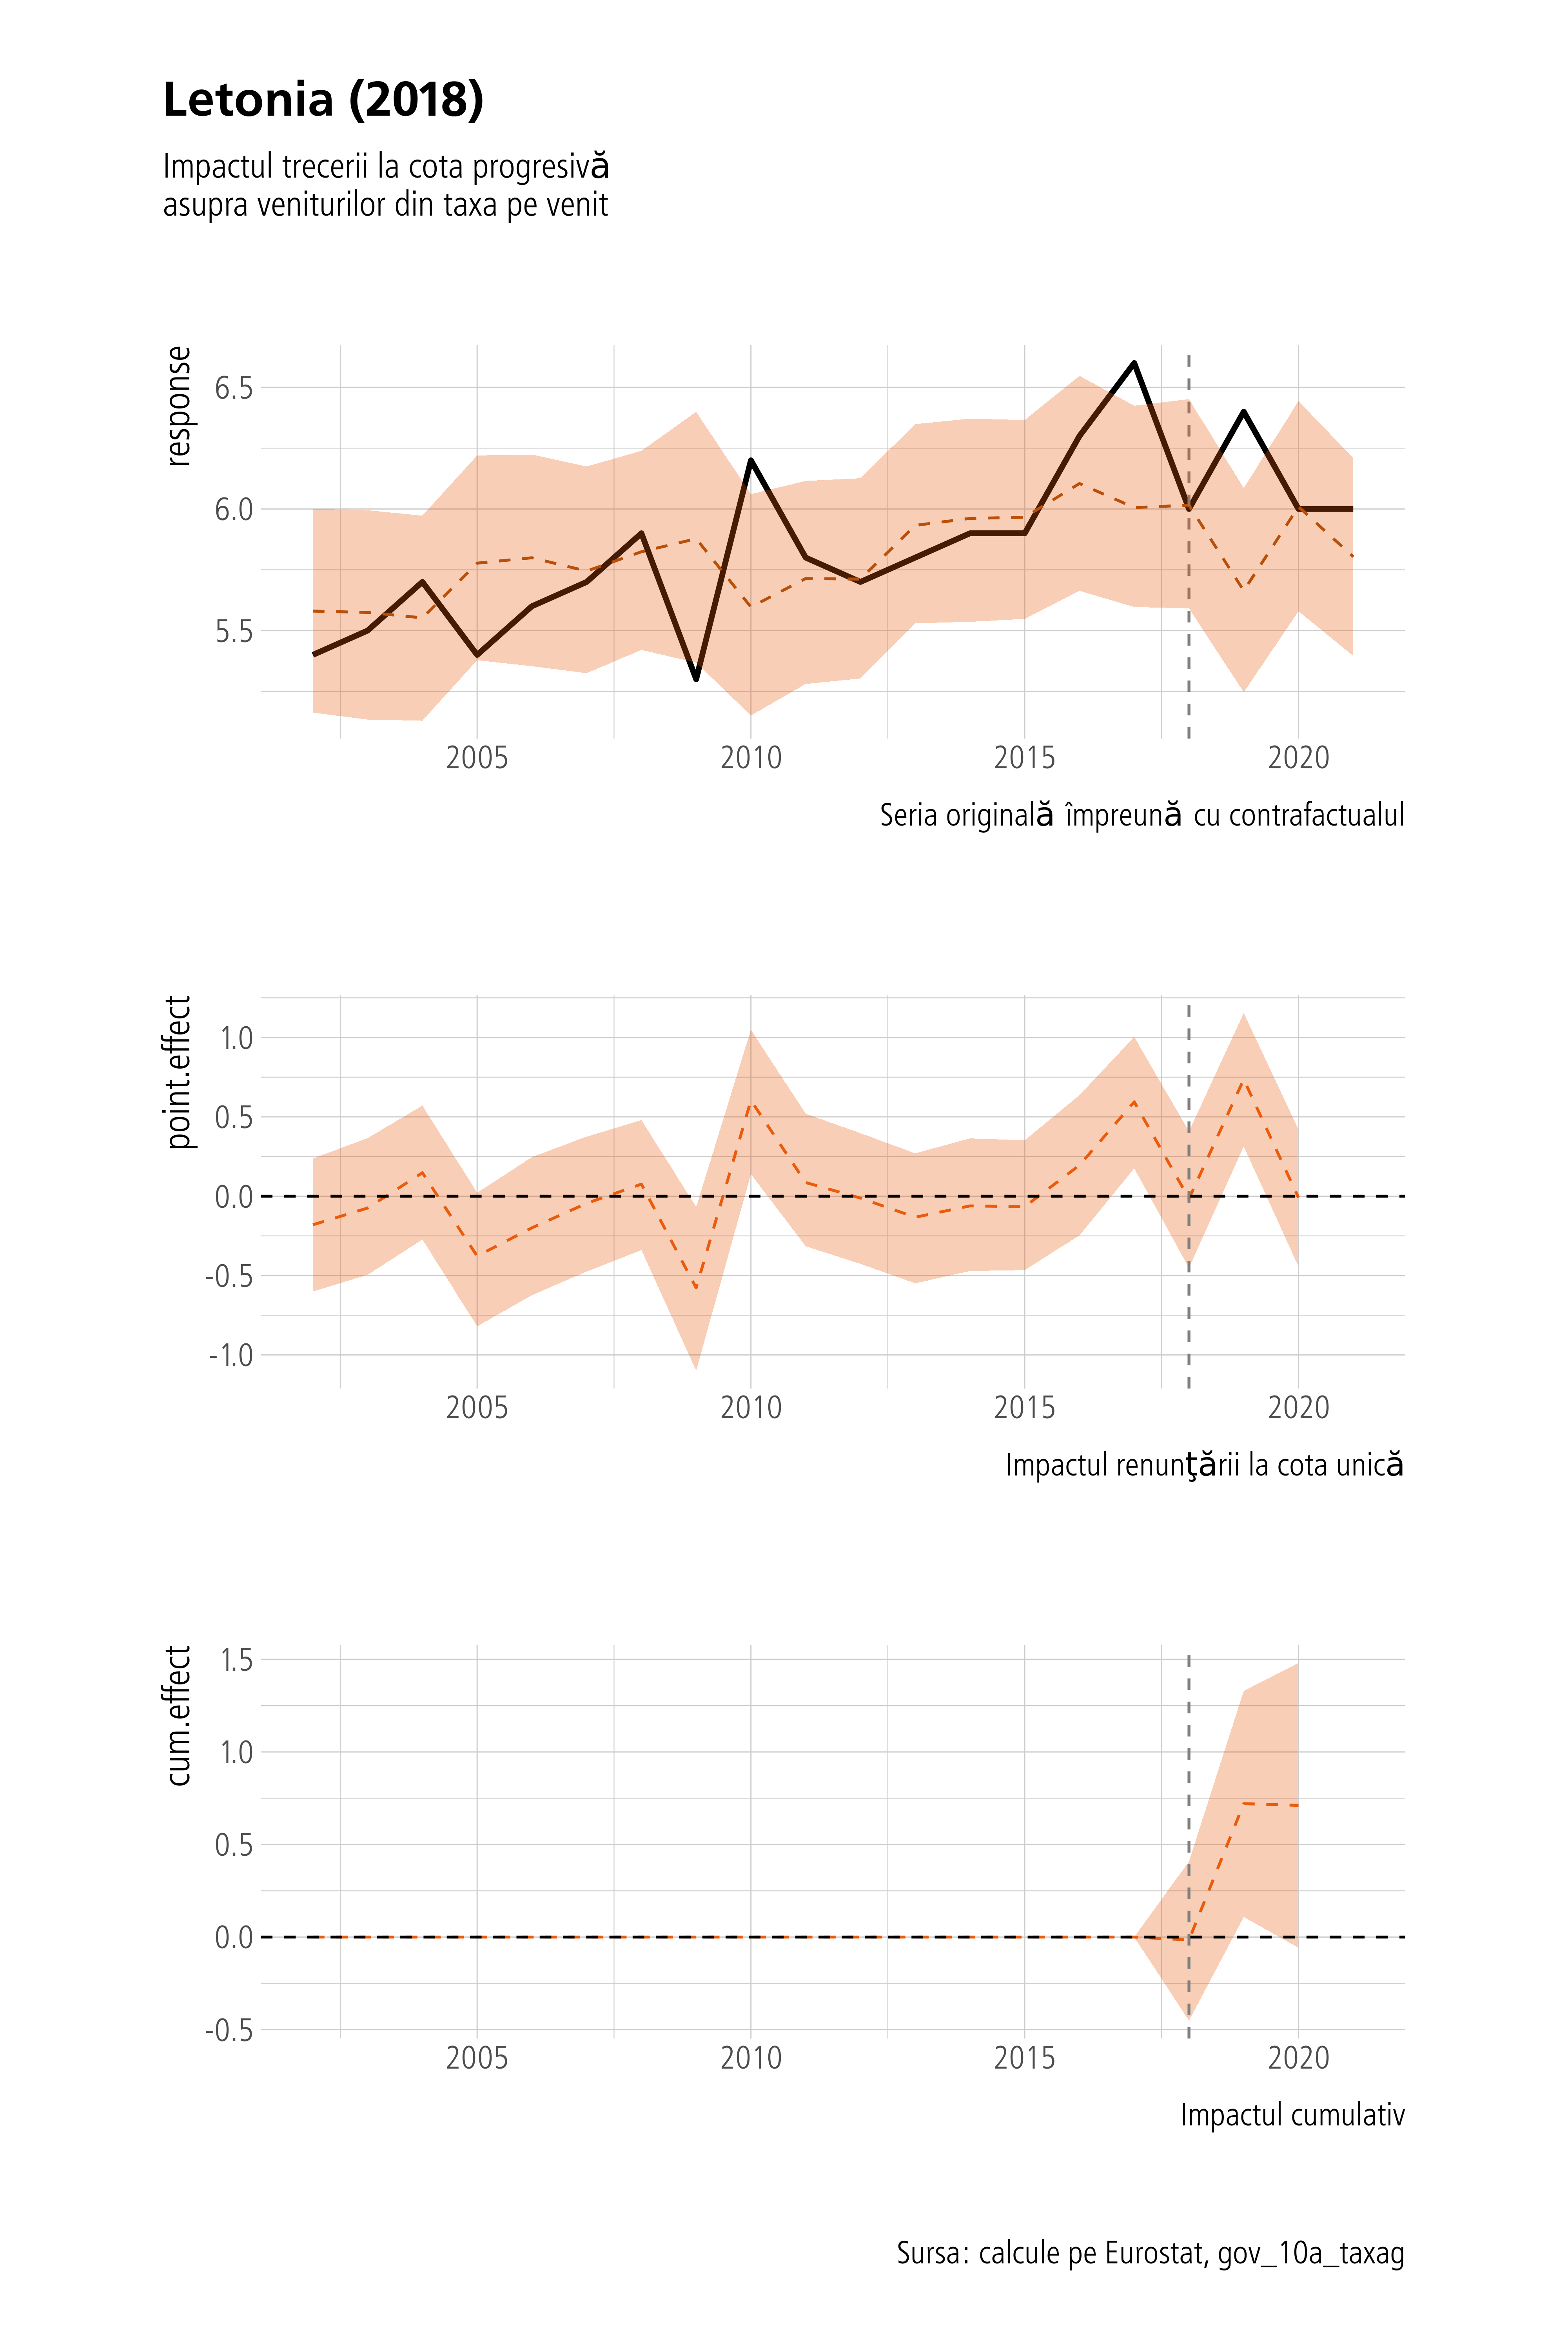 Letonia (2018)
Impactul trecerii la cota progresivă
asupra veniturilor din taxa pe venit
response
6.5
6.0
5.5
2005 2010 2015 2020
Seria originală împreună cu contrafactualul
point.effect
1.0
0.5
0.0
-0.5
-1.0
2005 2010 2015 2020
Impactul renunţării la cota unică
cum.effect
1.5
1.0
0.5
0.0
-0.5
2005 2010 2015 2020
Impactul cumulativ
Sursa: calcule pe Eurostat, gov_10a_taxag